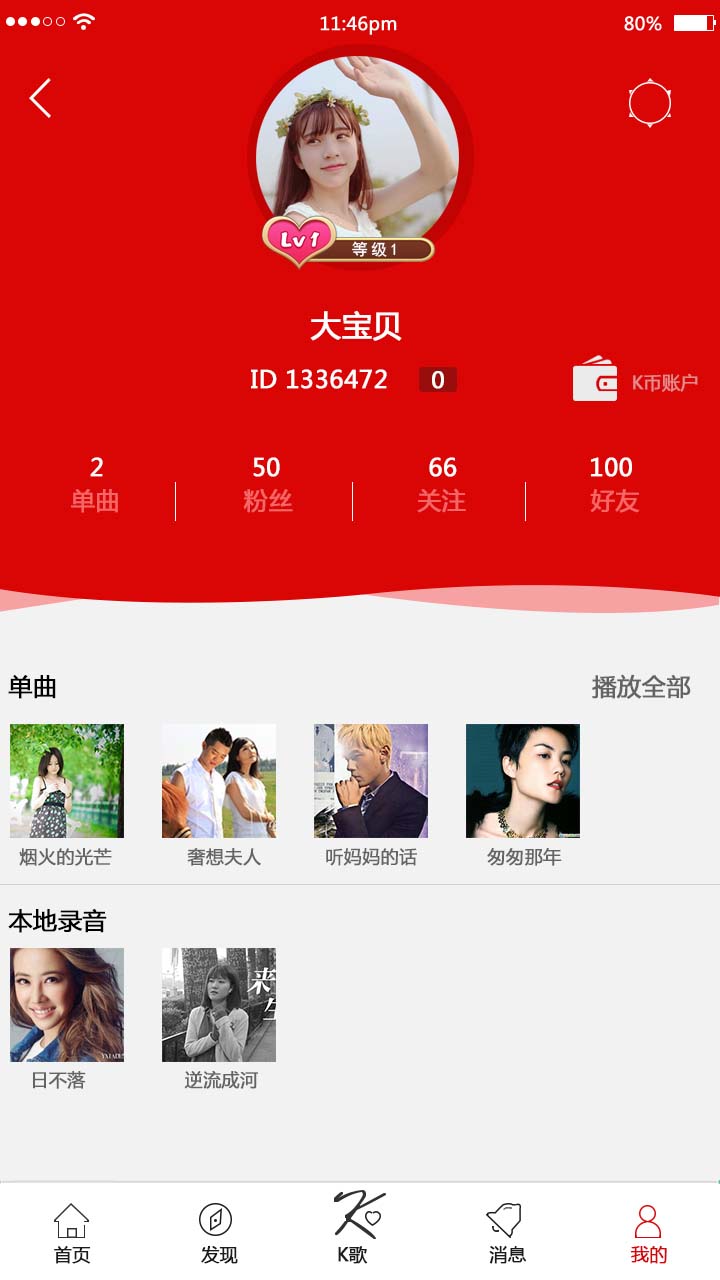 11:46pm 80%
Lv1 等级1
大宝贝
ID 1336472 0
K币账户
2 50 66 100
单曲 粉丝 关注 好友
单曲 播放全部
烟火的光芒 奢想夫人 听妈妈的话 匆匆那年
本地录音
来生
日不落 逆流成河
K
首页 发现 K歌 消息 我的